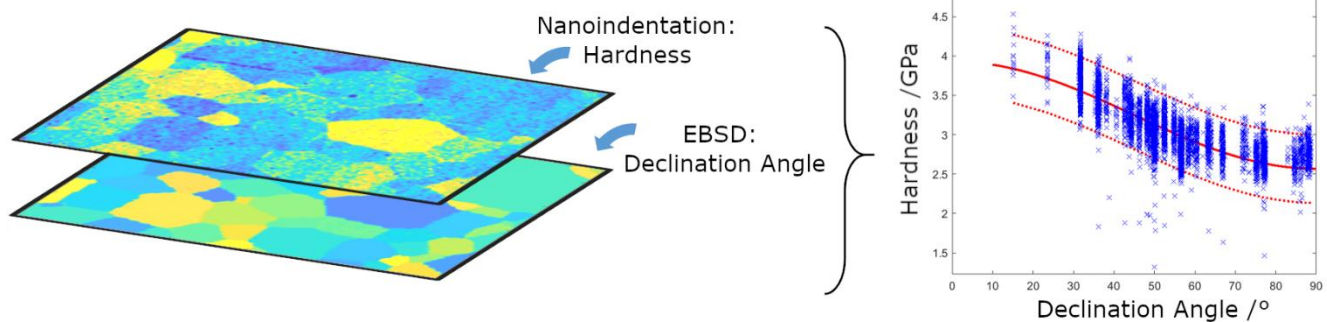 Nanoindentation:
Hardness
EBSD:
Declination Angle
Hardness /GPa
4.5
4
3.5
3
2.5
2
1.5
0 10 20 30 40 50 60 70 80 90
Declination Angle /º